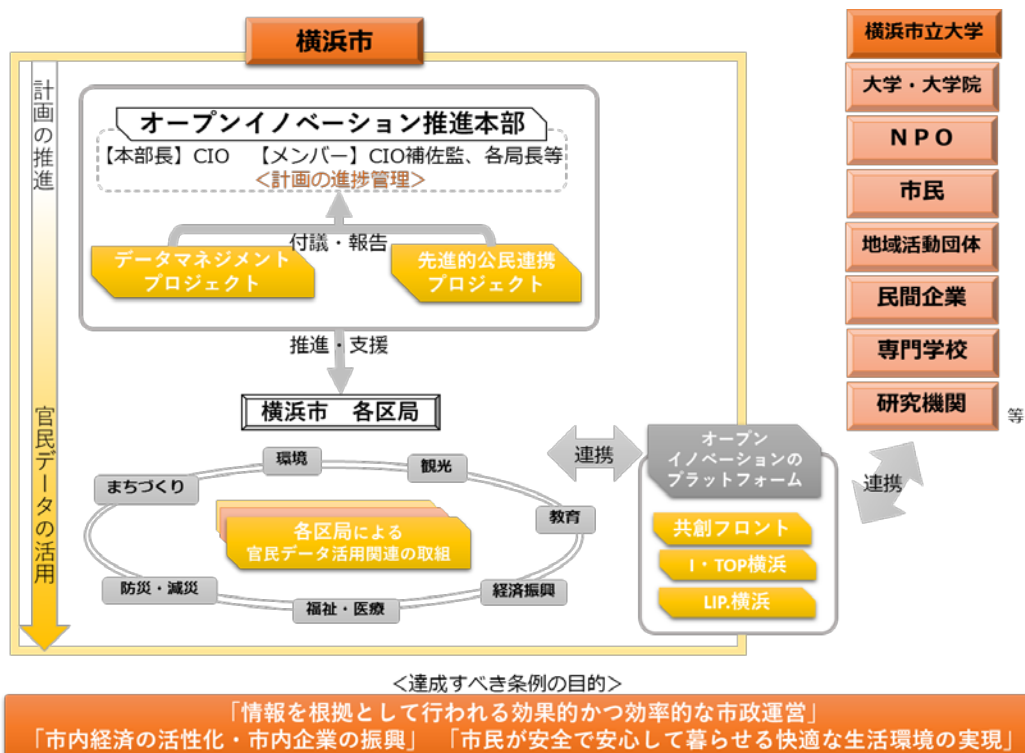 横浜市
計画の推進
官民データの活用
オープンイノベーション推進本部
【本部長】CIO 【メンバー】CIO補佐監、各局長等
<計画の進捗管理>
付議・報告
データマネジメント
プロジェクト
先進的公民連携
プロジェクト
推進・支援
横浜市 各区局
環境
観光
まちづくり
教育
各区局による
官民データ活用関連の取組
防災・減災
福祉・医療
経済振興
連携
オープン
イノベーションの
プラットフォーム
共創フロント
I・TOP横浜
LIP.横浜
連携
横浜市立大学
大学・大学院
NPO
市民
地域活動団体
民間企業
専門学校
研究機関
等
<達成すべき条例の目的>
「情報を根拠として行われる効果的かつ効率的な市政運営」
「市内経済の活性化・市内企業の振興」 「市民が安全で安心して暮らせる快適な生活環境の実現」